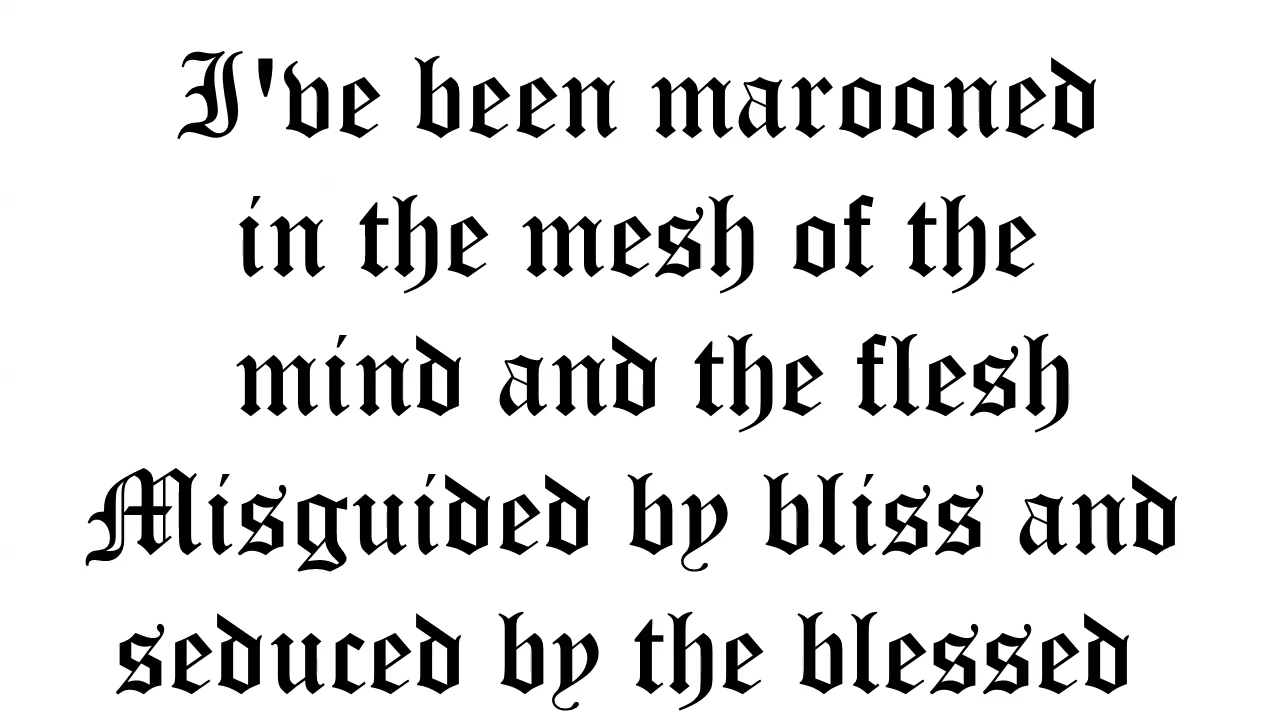 I've been marooned
in the mesh of the
mind and the flesh
Misguided by bliss and
seduced by the blessed